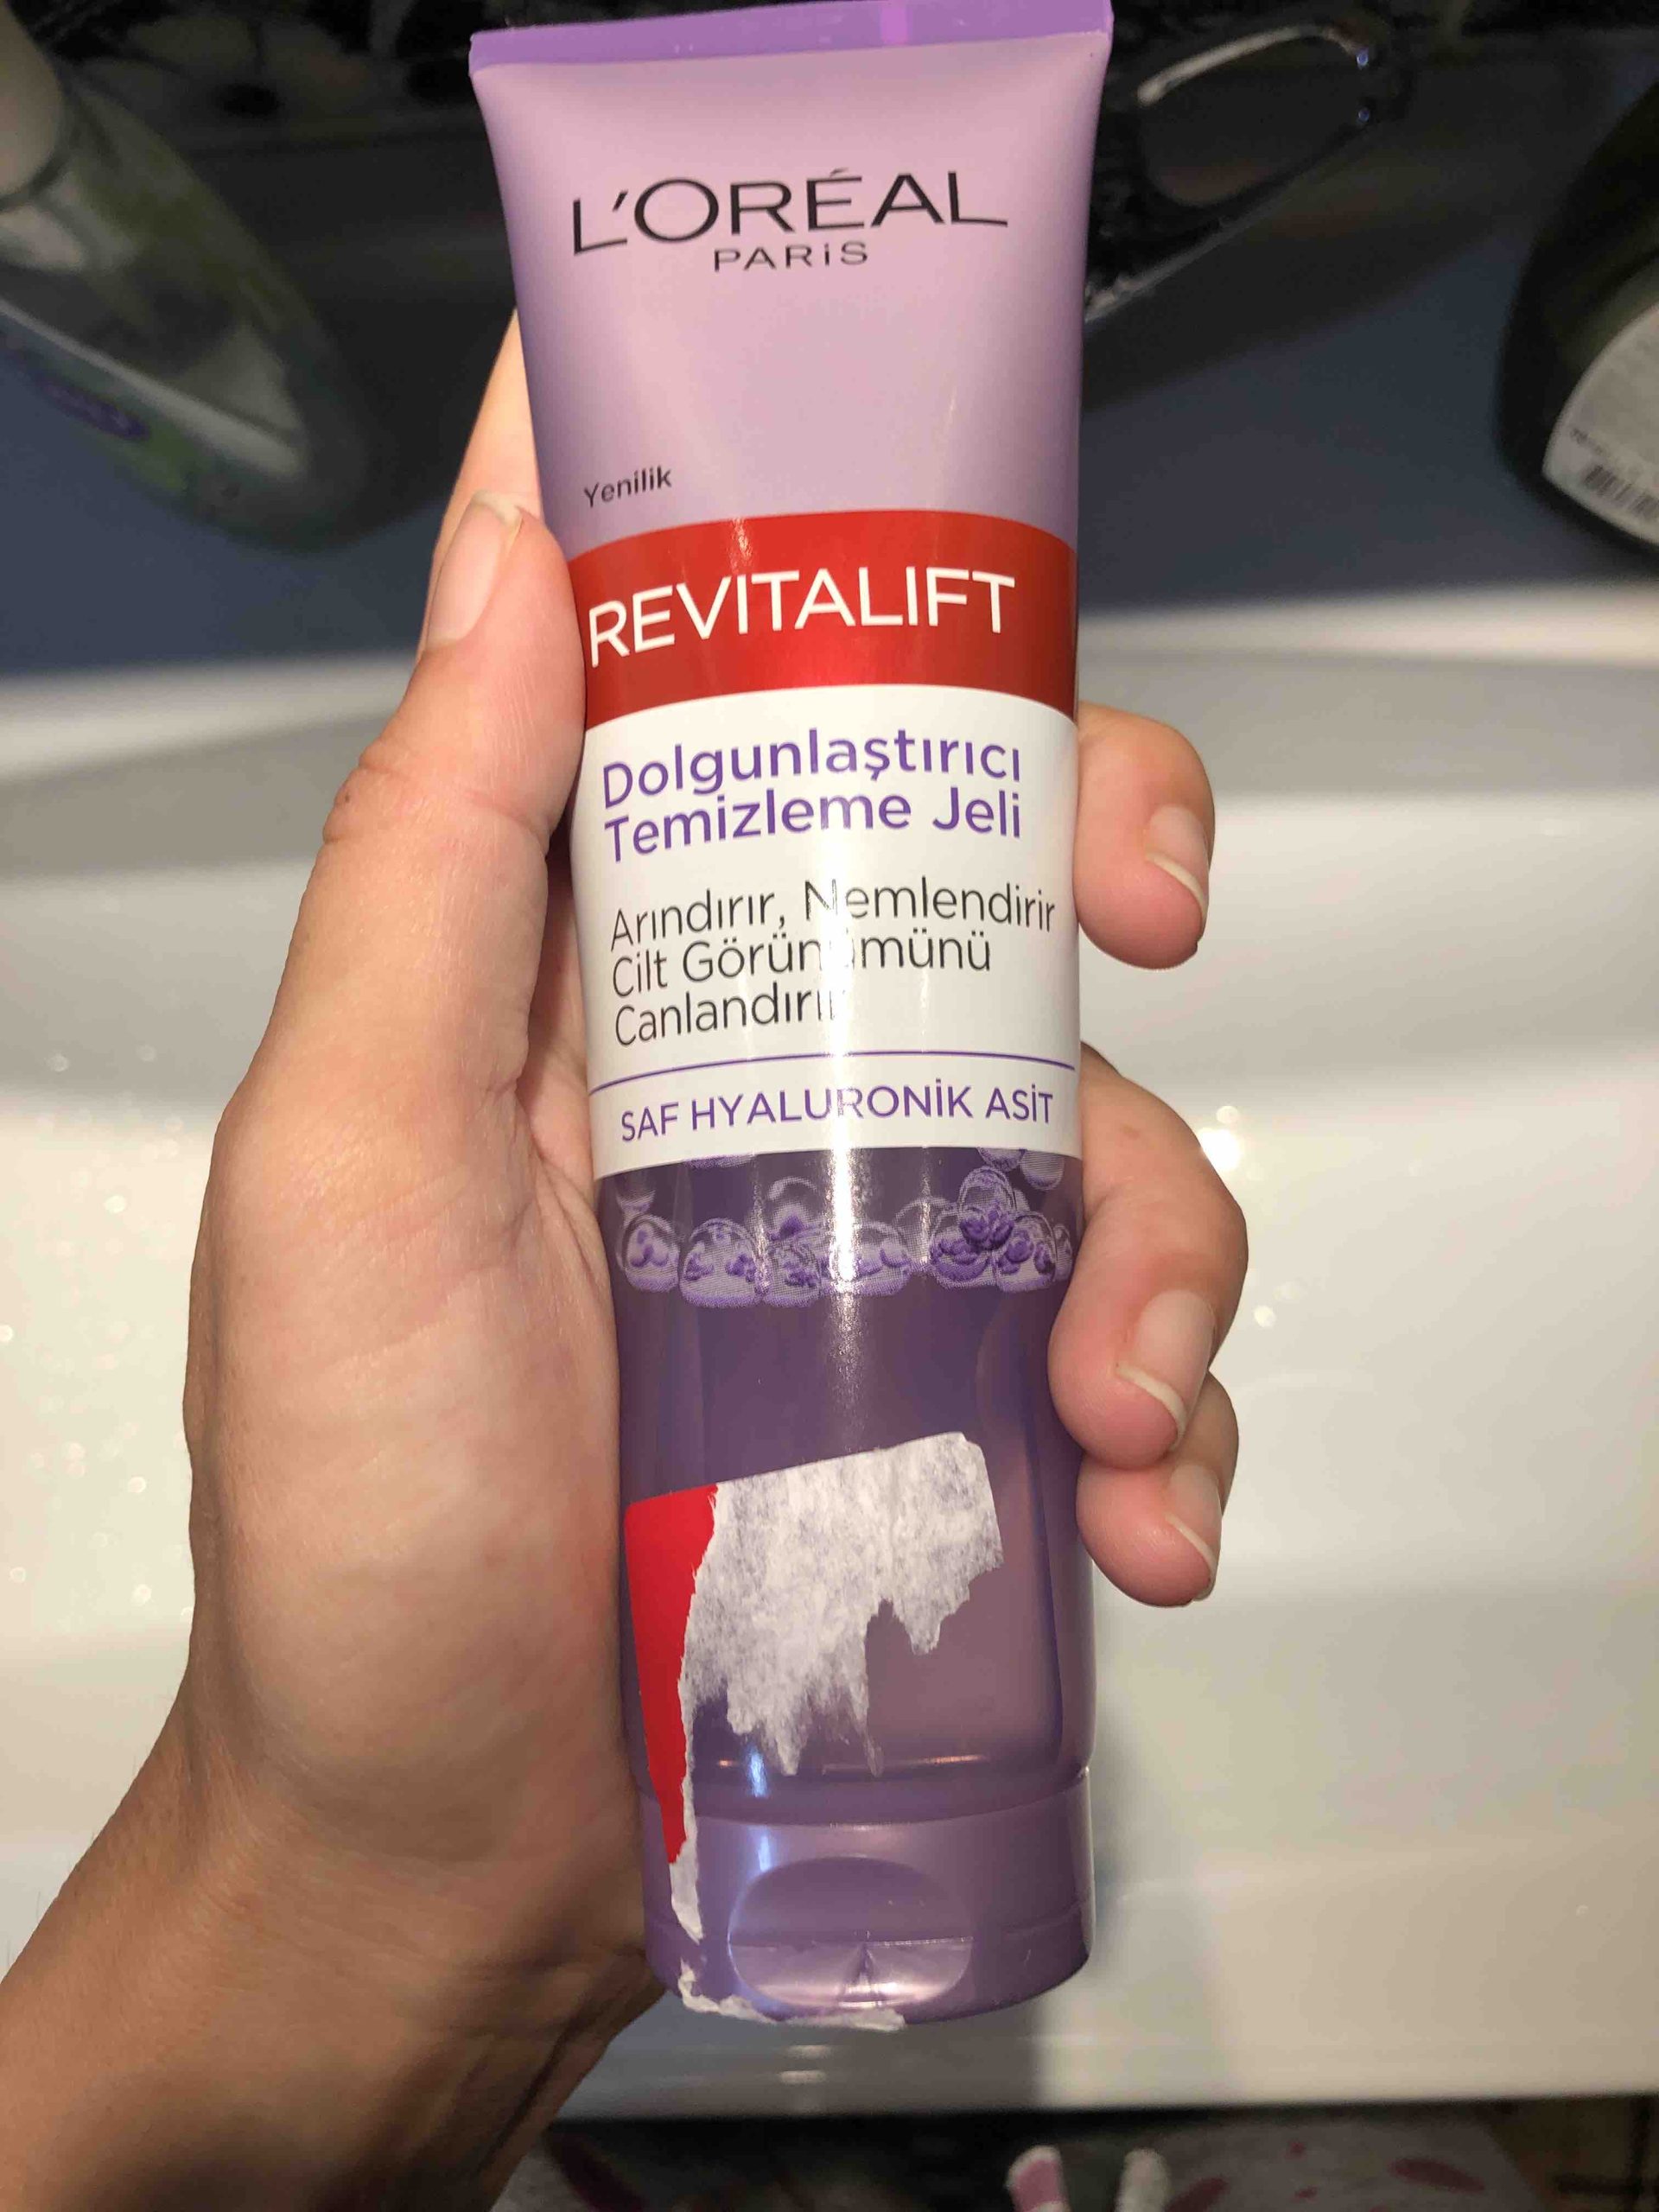 L'ORÉAL
PARiS
Yenilik
REVITALIFT
Dolgunlaştırıcı
Temizleme Jeli
Arındırır, Nemlendirir
Cilt Görünümünü
Canlandırır
SAF HYALURONİK ASİT